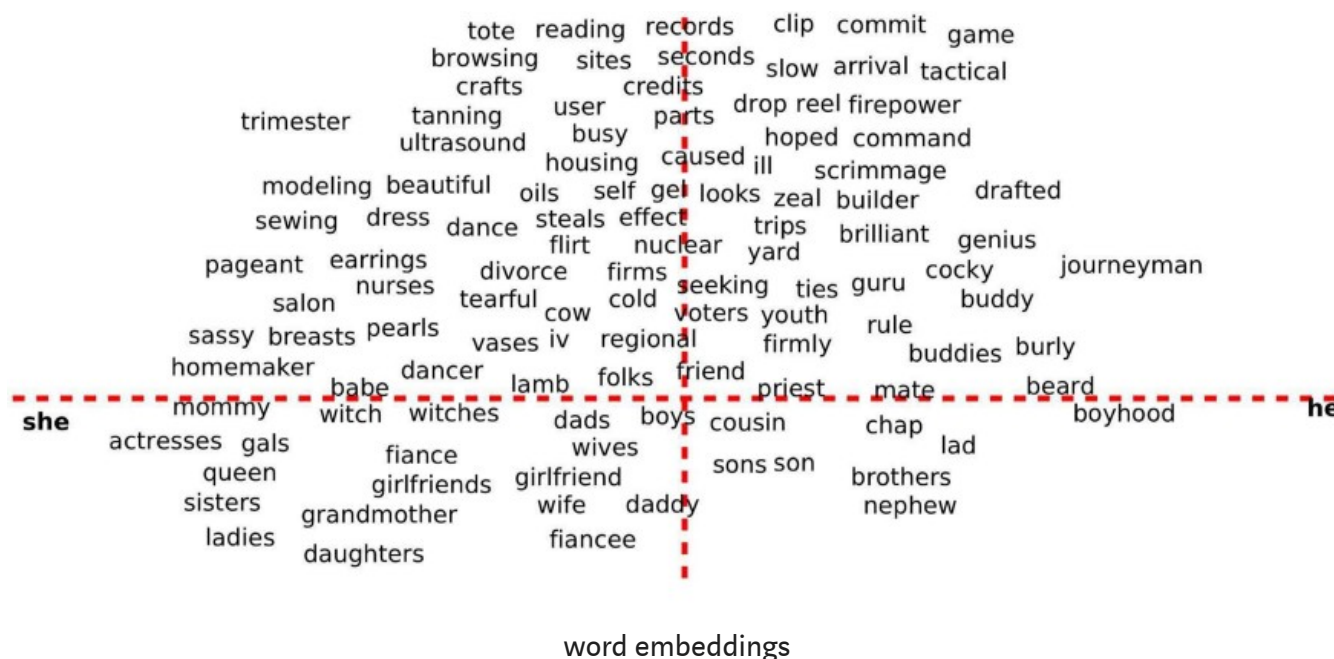 tote reading records clip commit game
browsing sites seconds slow arrival tactical
crafts credits drop reel firepower
trimester tanning user parts
ultrasound busy hoped command
housing caused ill scrimmage
modeling beautiful oils self gel looks zeal builder drafted
sewing dress dance steals effect trips brilliant genius
flirt nuclear yard
pageant earrings divorce firms cocky journeyman
nurses seeking ties guru
salon tearful cow cold voters youth buddy
sassy breasts pearls vases iv regional firmly rule buddies burly
homemaker dancer lamb folks friend
babe priest mate beard
mommy witch witches dads boys cousin chap boyhood
she he
actresses gals fiance wives lad
queen girlfriends girlfriend sons son brothers
sisters grandmother wife daddy nephew
ladies daughters fiancee
word embeddings